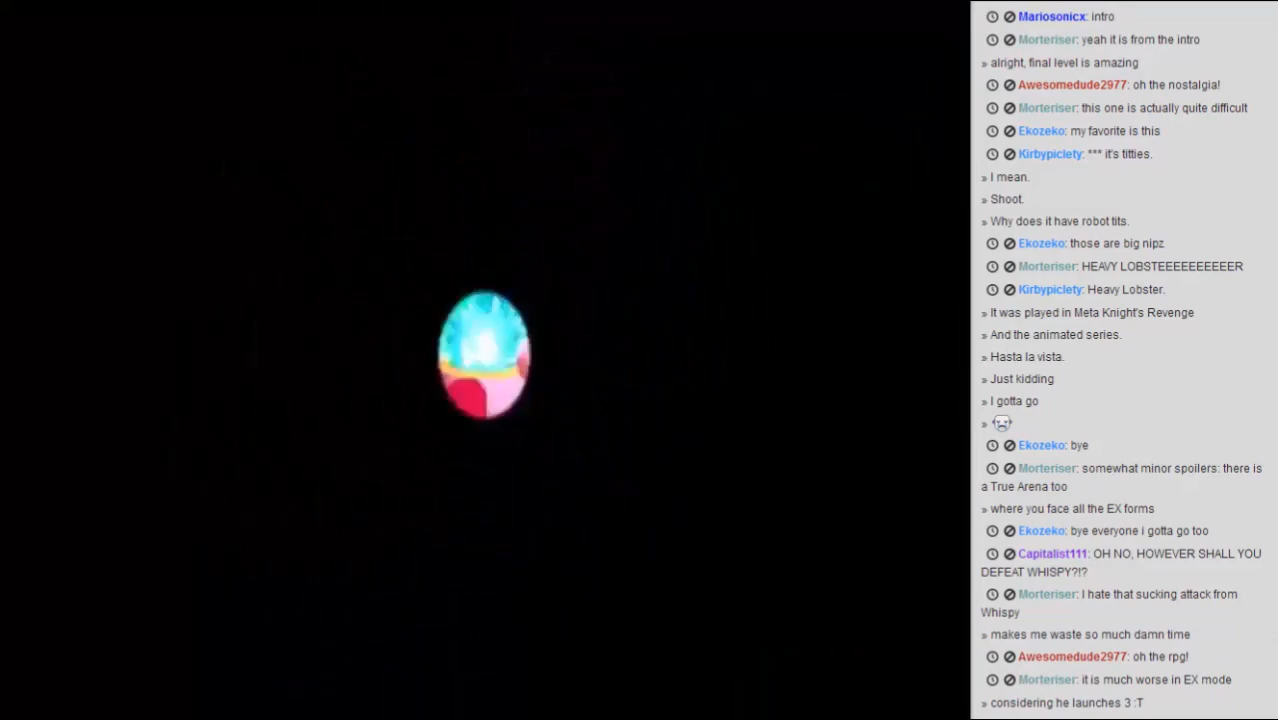 Mariosonicx: intro
Morteriser: yeah it is from the intro
» alright, final level is amazing
Awesomedude2977: oh the nostalgia!
Morteriser: this one is actually quite difficult
Ekozeko: my favorite is this
Kirbypiclety: *** it's titties.
» I mean.
» Shoot.
» Why does it have robot tits.
Ekozeko: those are big nipz
Morteriser: HEAVY LOBSTEEEEEEEEEER
Kirbypiclety: Heavy Lobster.
» It was played in Meta Knight's Revenge
» And the animated series.
» Hasta la vista.
» Just kidding
» I gotta go
»
Ekozeko: bye
Morteriser: somewhat minor spoilers: there is
a True Arena too
» where you face all the EX forms
Ekozeko: bye everyone i gotta go too
Capitalist111: OH NO, HOWEVER SHALL YOU
DEFEAT WHISPY?!?
Morteriser: I hate that sucking attack from
Whispy
» makes me waste so much damn time
Awesomedude2977: oh the rpg!
Morteriser: it is much worse in EX mode
» considering he launches 3 :T